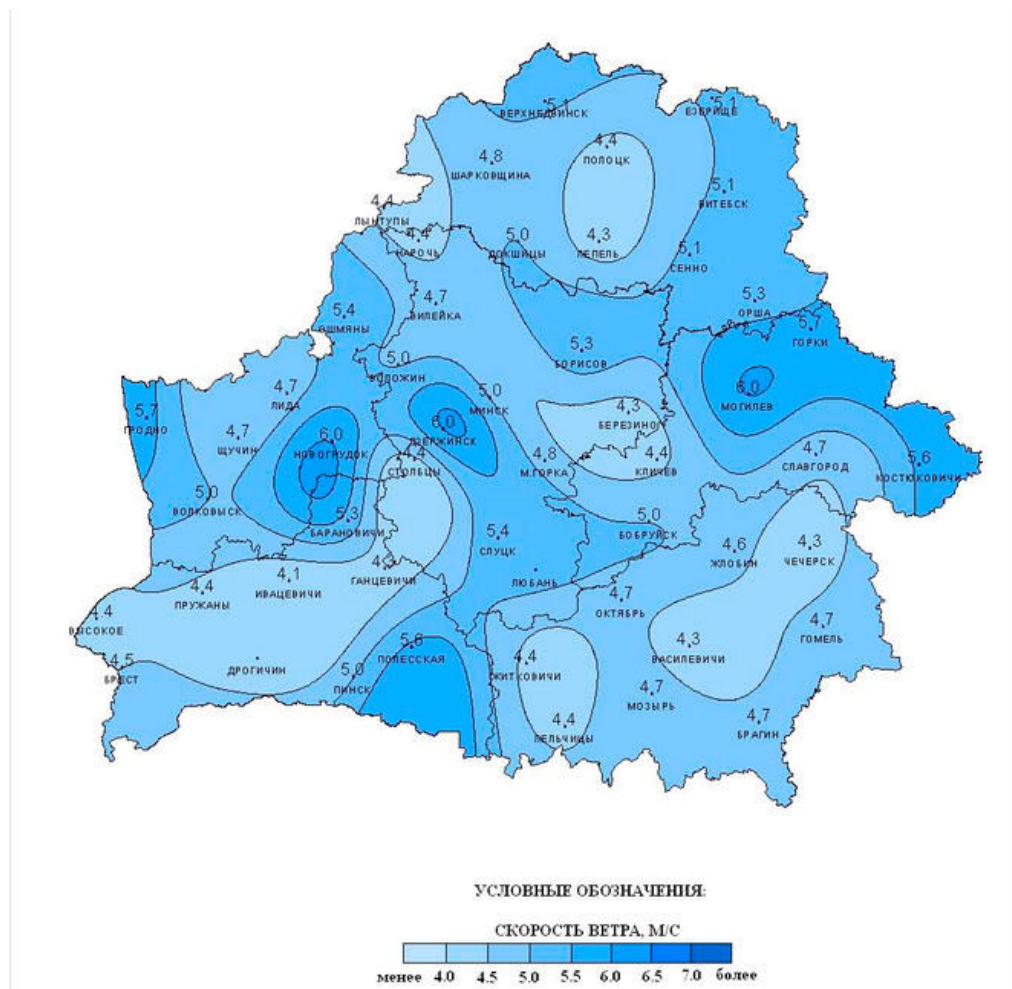 5,1
ВЕРХНЕДВИНСК
5,1
ЕЗЕРИЩЕ
4,4
ПОЛОЦК
4,8
ШАРКОВЩИНА
5,1
ВИТЕБСК
4,4
ЛЫНТУПЫ
4,4
НАРОЧЬ
5,0
ДОКШИЦЫ
4,3
ЛЕПЕЛЬ
5,1
СЕННО
4,7
ВИЛЕЙКА
5,3
ОРША
5,4
ОШМЯНЫ
5,7
ГОРКИ
5,3
БОРИСОВ
5,0
ВОЛОЖИН
4,7
ЛИДА
5,0
МИНСК
6,0
МОГИЛЕВ
5,7
ГРОДНО
4,3
БЕРЕЗИНО
4,7
ЩУЧИН
6,0
НОВОГРУДОК
6,0
ДЗЕРЖИНСК
4,4
СТОЛБЦЫ
4,8
М.ГОРКА
4,4
КЛИЧЕВ
4,7
СЛАВГОРОД
5,6
КОСТЮКОВИЧИ
5,0
ВОЛКОВЫСК
5,3
БАРАНОВИЧИ
5,0
БОБРУЙСК
5,4
СЛУЦК
4,6
ЖЛОБИН
4,3
ЧЕЧЕРСК
ГАНЦЕВИЧИ
4,1
ИВАЦЕВИЧИ
4,4
ПРУЖАНЫ
ЛЮБАНЬ
4,7
ОКТЯБРЬ
4,4
ВЫСОКОЕ
4,7
ГОМЕЛЬ
4,3
ВАСИЛЕВИЧИ
5,6
ПОЛЕССКАЯ
4,5
БРЕСТ
ДРОГИЧИН
5,0
ПИНСК
4,4
ЖИТКОВИЧИ
4,7
МОЗЫРЬ
4,4
ЛЕЛЬЧИЦЫ
4,7
БРАГИН
УСЛОВНЫЕ ОБОЗНАЧЕНИЯ:
СКОРОСТЬ ВЕТРА, М/С
менее 4.0 4.5 5.0 5.5 6.0 6.5 7.0 более